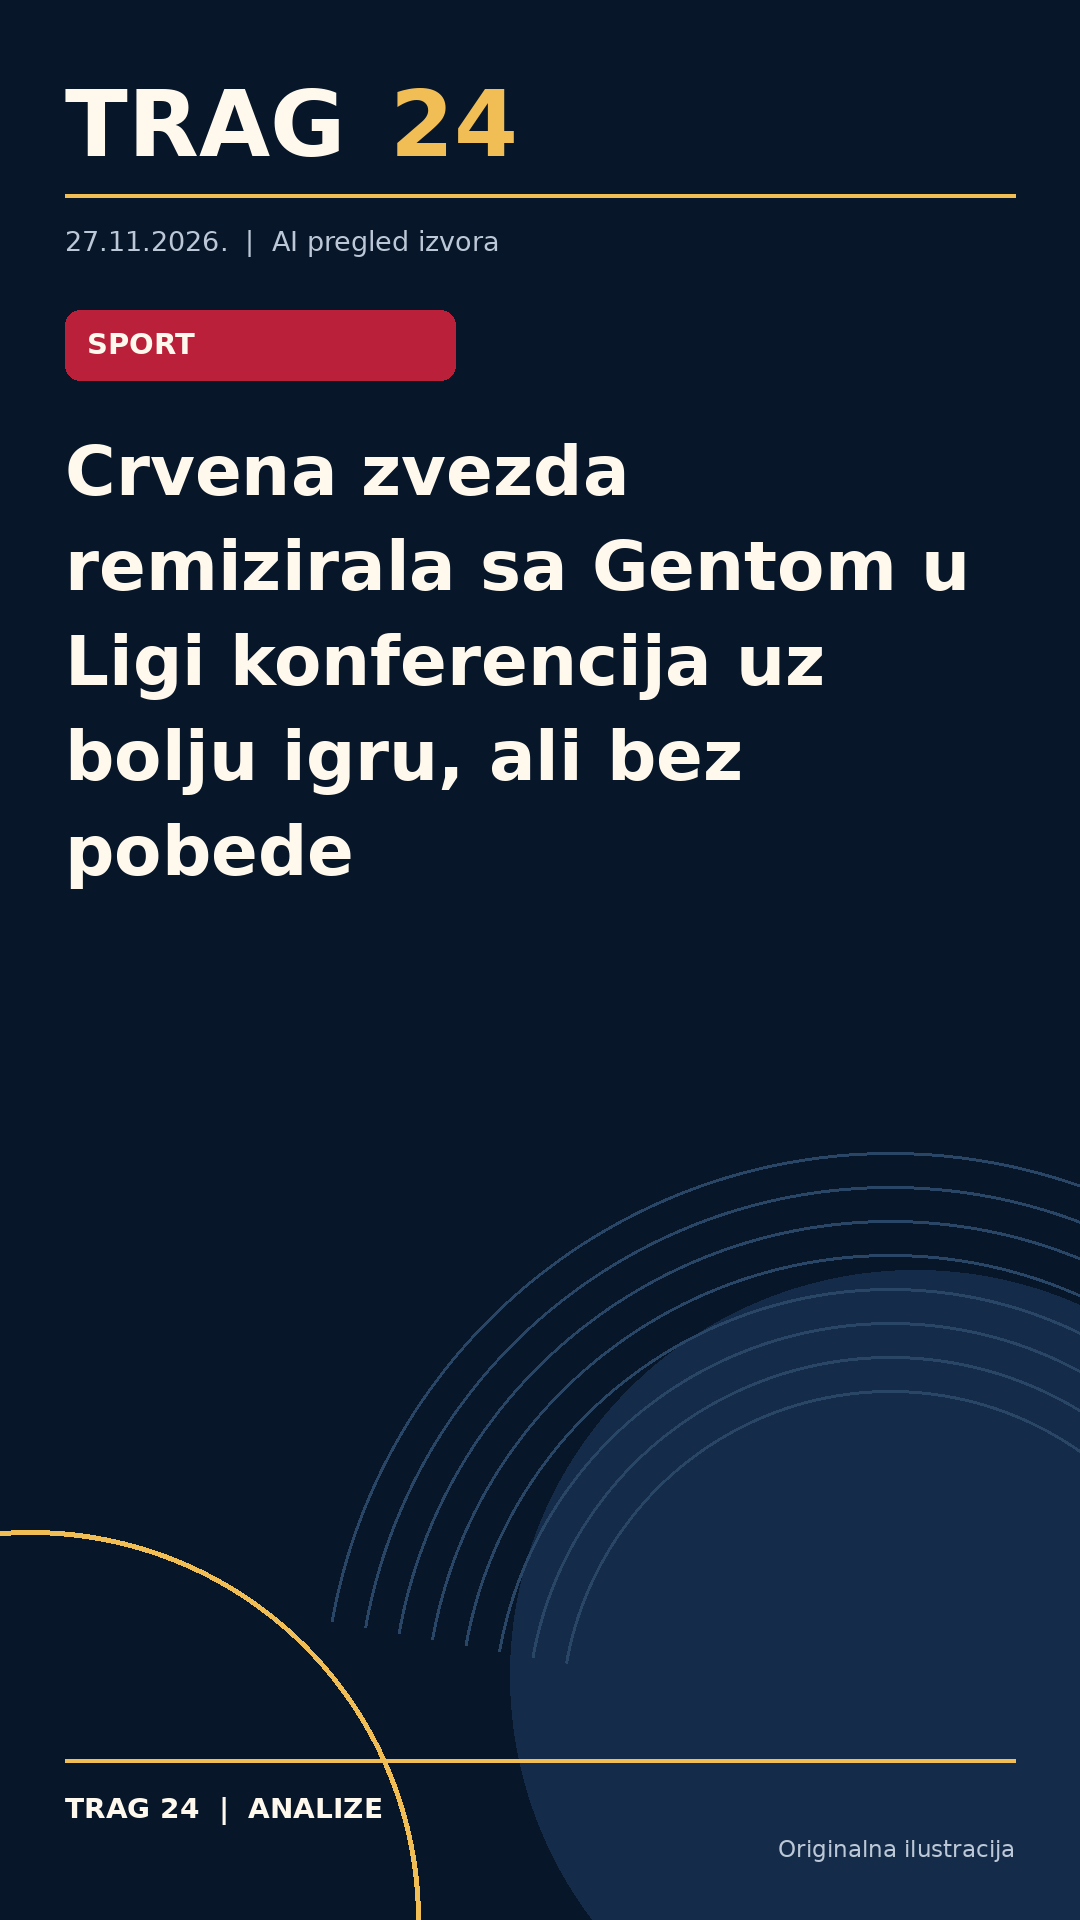 TRAG 24
27.11.2026. | AI pregled izvora
SPORT
Crvena zvezda
remizirala sa Gentom u
Ligi konferencija uz
bolju igru, ali bez
pobede
TRAG 24 | ANALIZE
Originalna ilustracija